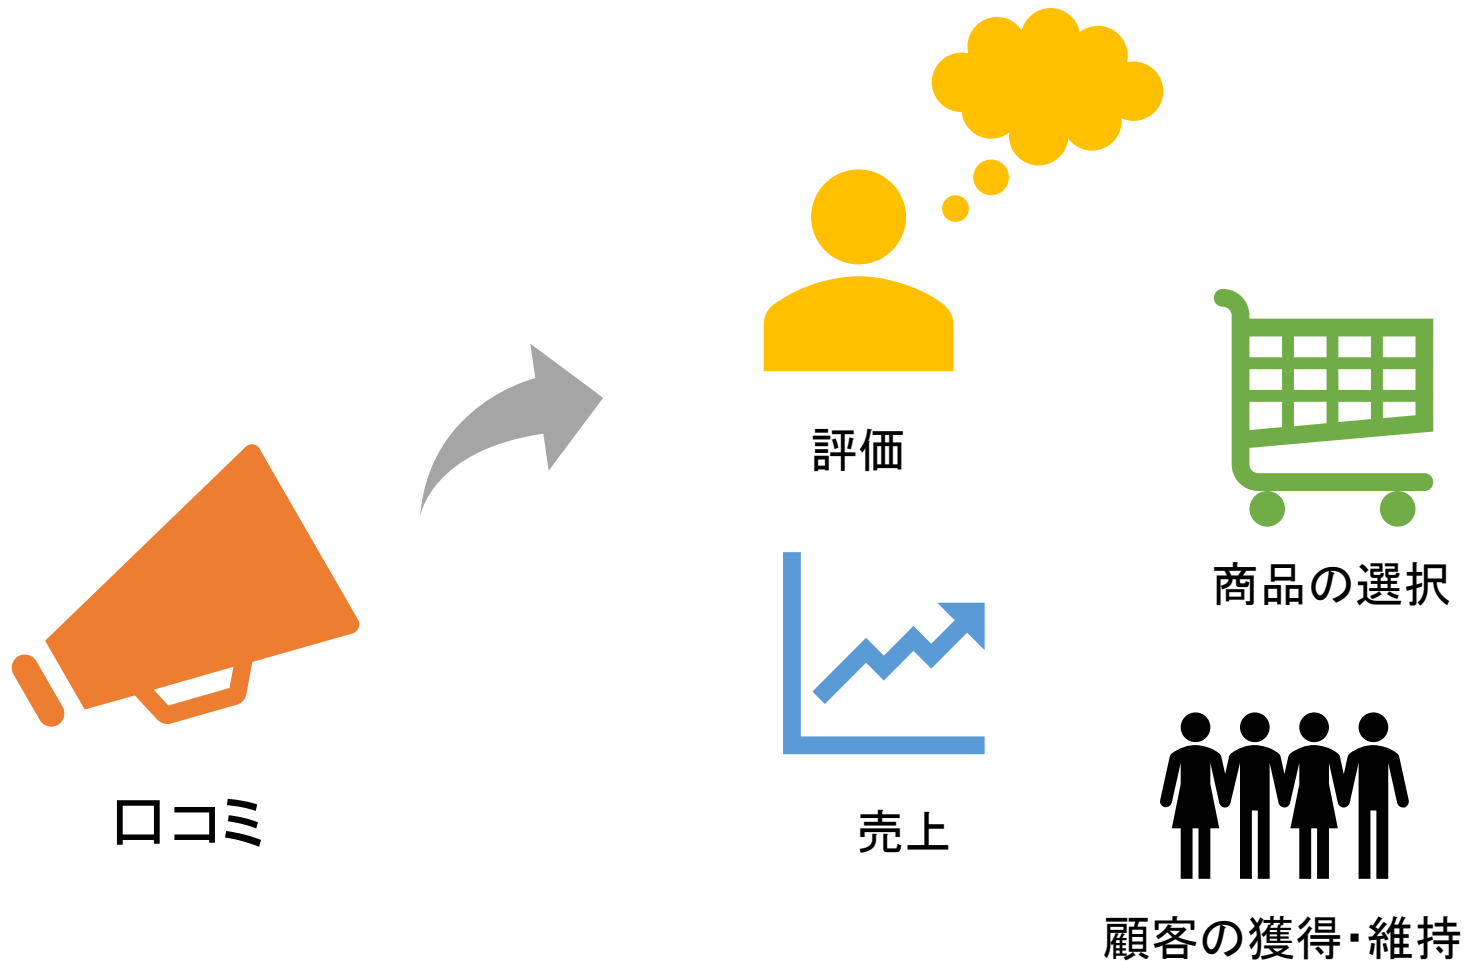 評価
商品の選択
口コミ
売上
顧客の獲得・維持